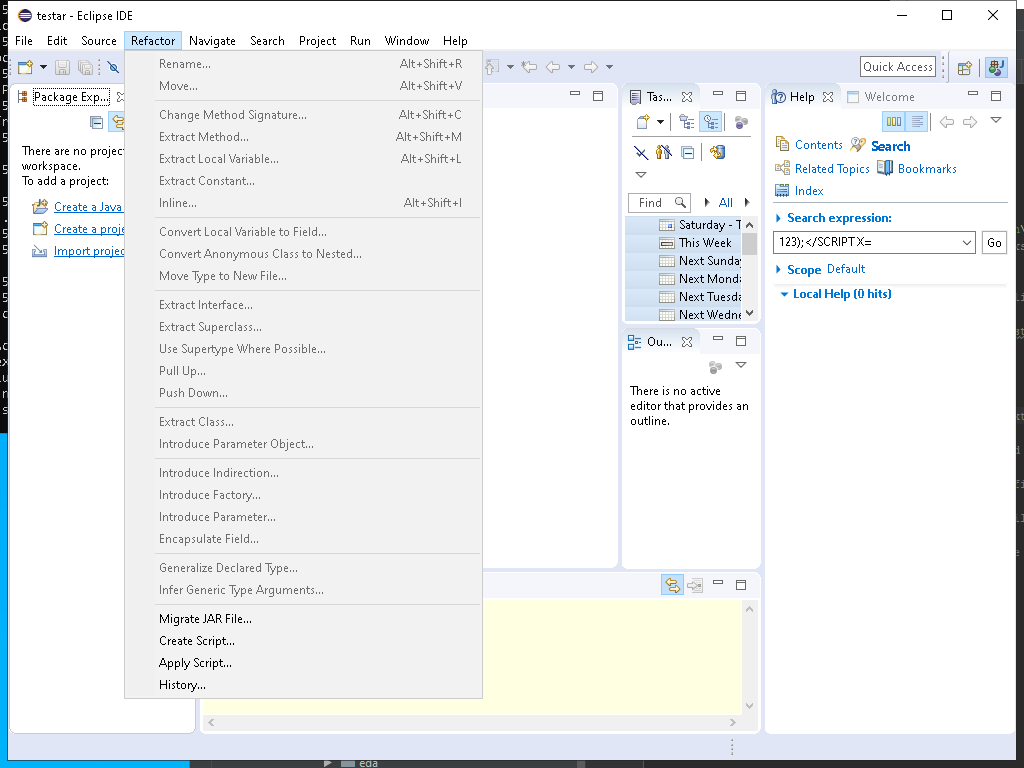 testar - Eclipse IDE
File Edit Source Refactor Navigate Search Project Run Window Help
Quick Access
Package Exp...
There are no projec
workspace.
To add a project:
Create a Java
Create a proje
Import projec
Rename... Alt+Shift+R
Move... Alt+Shift+V
Change Method Signature... Alt+Shift+C
Extract Method... Alt+Shift+M
Extract Local Variable... Alt+Shift+L
Extract Constant...
Inline... Alt+Shift+I
Convert Local Variable to Field...
Convert Anonymous Class to Nested...
Move Type to New File...
Extract Interface...
Extract Superclass...
Use Supertype Where Possible...
Pull Up...
Push Down...
Extract Class...
Introduce Parameter Object...
Introduce Indirection...
Introduce Factory...
Introduce Parameter...
Encapsulate Field...
Generalize Declared Type...
Infer Generic Type Arguments...
Migrate JAR File...
Create Script...
Apply Script...
History...
Tas...
Find All
Saturday - T
This Week
Next Sunday
Next Monda
Next Tuesda
Next Wedne
Ou...
There is no active
editor that provides an
outline.
Help Welcome
Contents Search
Related Topics Bookmarks
Index
Search expression:
123);</SCRIPT X= Go
Scope Default
Local Help (0 hits)
eda